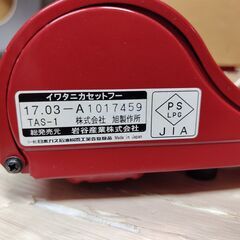 イワタニカセットフー
17.03-A1017459
TAS-1 株式会社 旭製作所
総発売元 岩谷産業株式会社
Made in Japan
PS
LPG
JIA